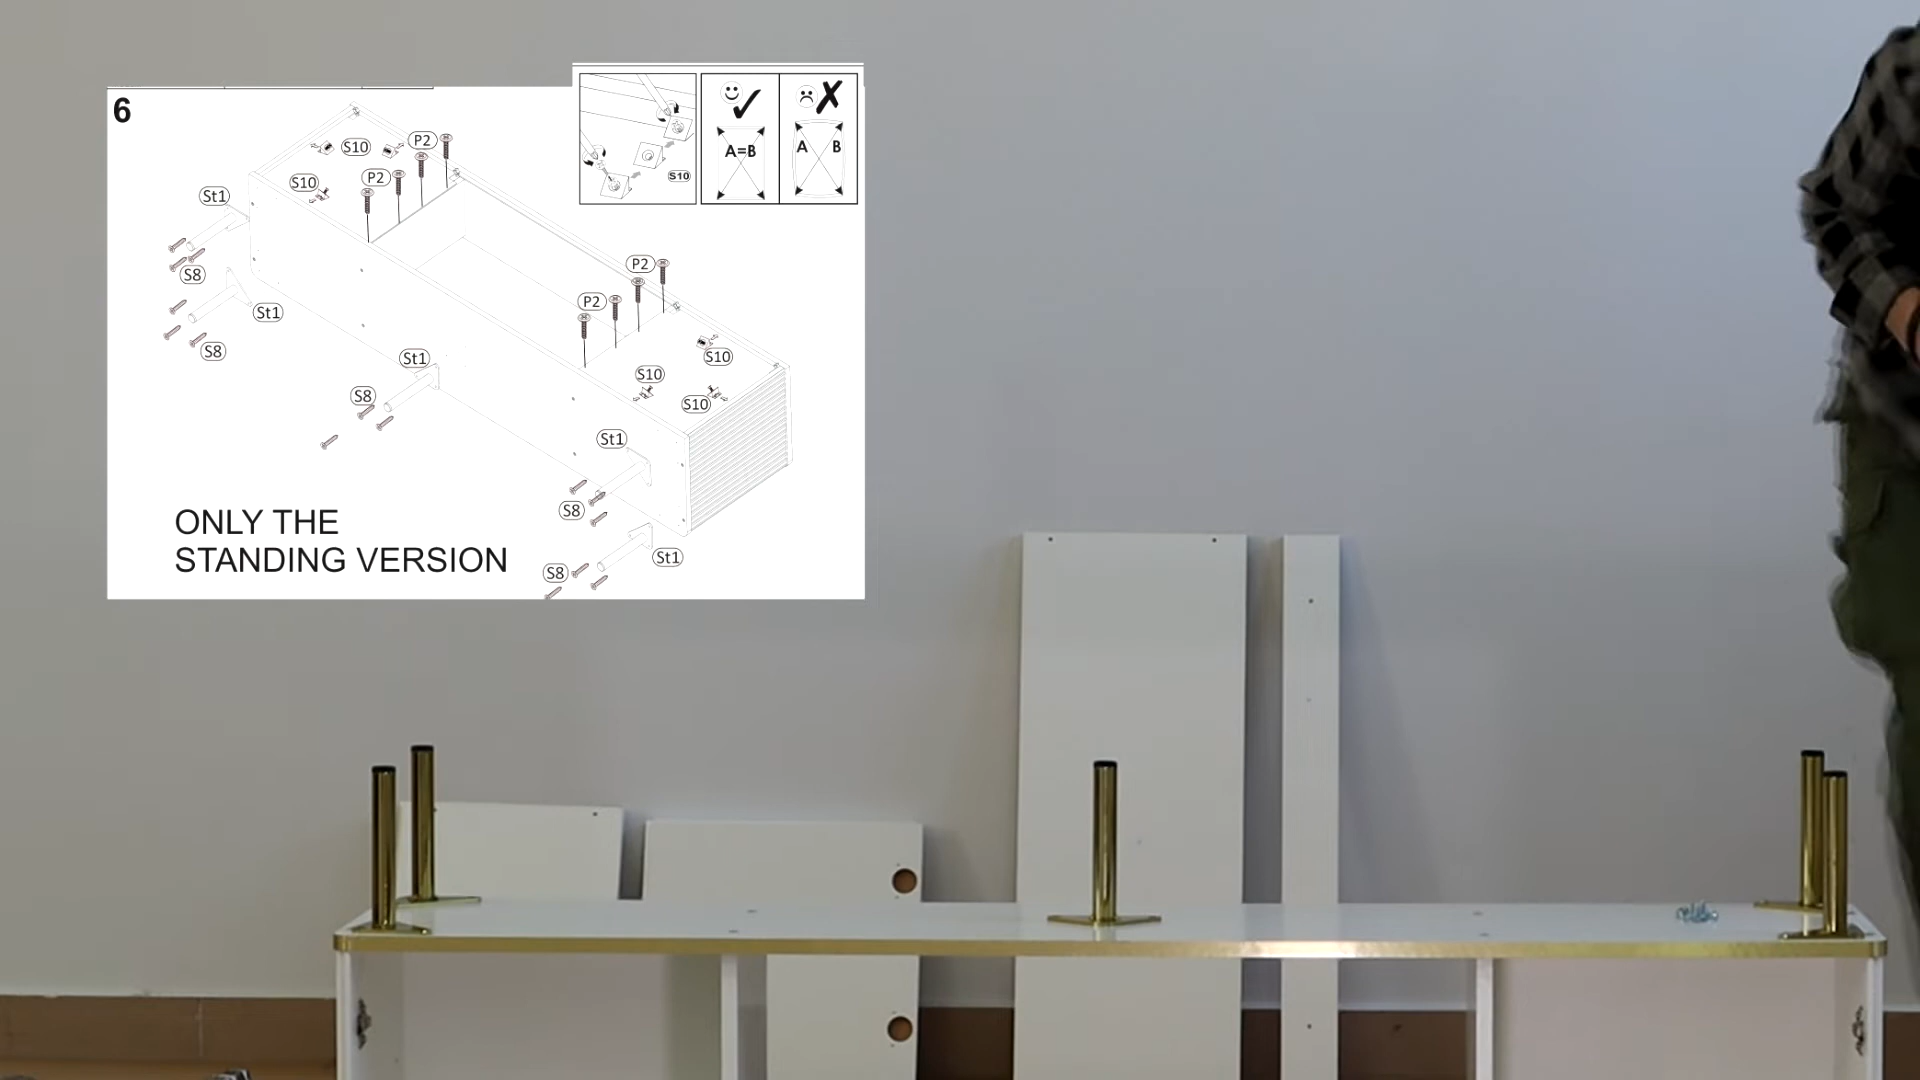 6
S10
P2
S10
P2
St1
S8
St1
S8
P2
P2
St1
S8
S10
S10
S10
St1
S8
St1
S8
S10
A=B
A B
ONLY THE
STANDING VERSION